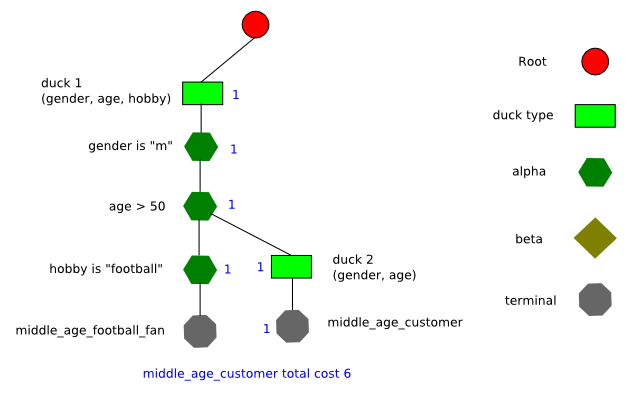 Root
duck 1
(gender, age, hobby)
1
duck type
gender is "m"
1
alpha
age > 50
1
beta
hobby is "football"
1
1
duck 2
(gender, age)
terminal
middle_age_football_fan
1
middle_age_customer
middle_age_customer total cost 6